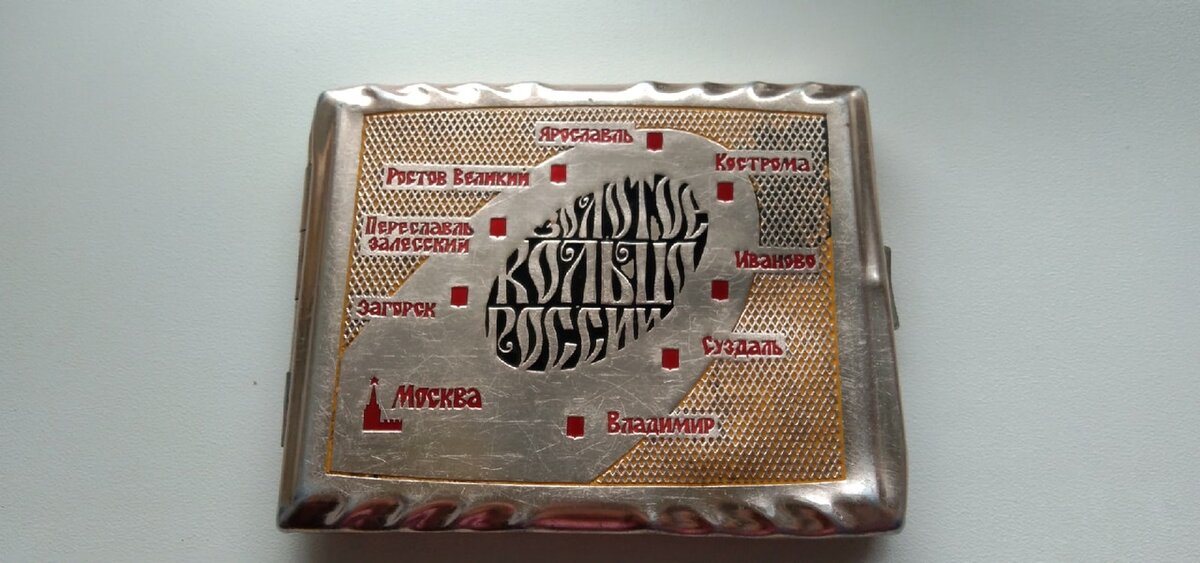 Ярославль
Кострома
Ростов Великий
Переславль
Залесский
ЗОЛОТОЕ
КОЛЬЦО
РОССИИ
Иваново
Загорск
Суздаль
Москва
Владимир